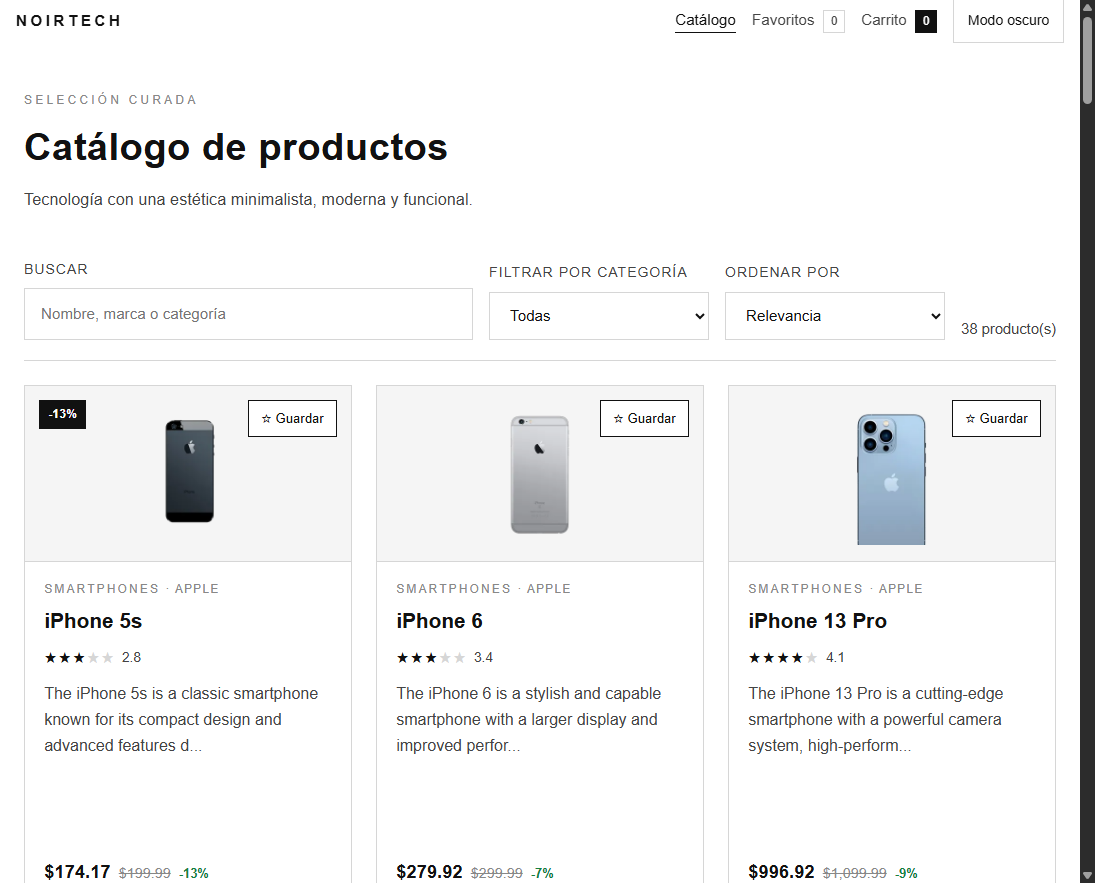 NOIRTECH
Catálogo Favoritos 0 Carrito 0 Modo oscuro
SELECCIÓN CURADA
Catálogo de productos
Tecnología con una estética minimalista, moderna y funcional.
BUSCAR
Nombre, marca o categoría
FILTRAR POR CATEGORÍA
Todas
ORDENAR POR
Relevancia
38 producto(s)
-13%
☆ Guardar
SMARTPHONES · APPLE
iPhone 5s
★★★★★ 2.8
The iPhone 5s is a classic smartphone
known for its compact design and
advanced features d...
$174.17 $199.99 -13%
☆ Guardar
SMARTPHONES · APPLE
iPhone 6
★★★★★ 3.4
The iPhone 6 is a stylish and capable
smartphone with a larger display and
improved perfor...
$279.92 $299.99 -7%
☆ Guardar
SMARTPHONES · APPLE
iPhone 13 Pro
★★★★★ 4.1
The iPhone 13 Pro is a cutting-edge
smartphone with a powerful camera
system, high-perform...
$996.92 $1,099.99 -9%